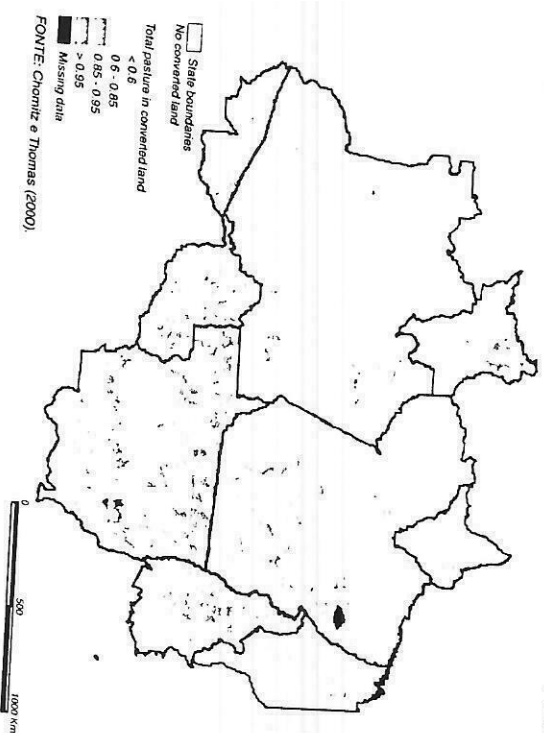 State boundaries
No converted land
Total pasture in converted land
< 0.6
0.6 - 0.85
0.85 - 0.95
> 0.95
Missing data
FONTE: Chomitz e Thomas (2000).
0 500 1000 Km